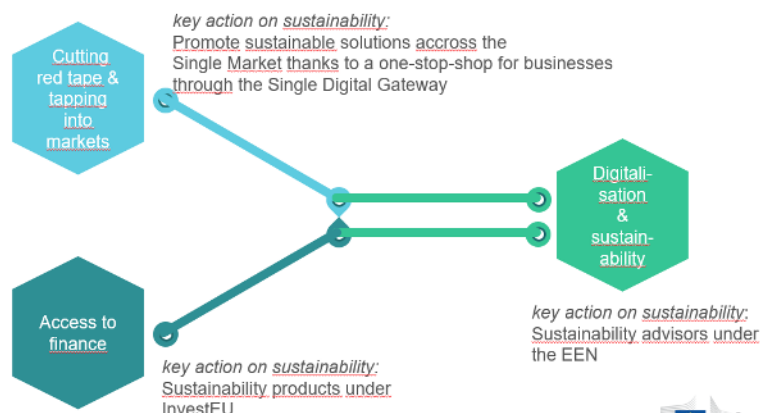 key action on sustainability:
Promote sustainable solutions accross the
Single Market thanks to a one-stop-shop for businesses
through the Single Digital Gateway
Cutting
red tape &
tapping
into
markets
Digitali-
sation
&
sustain-
ability
Access to
finance
key action on sustainability:
Sustainability advisors under
the EEN
key action on sustainability:
Sustainability products under
InvestEU